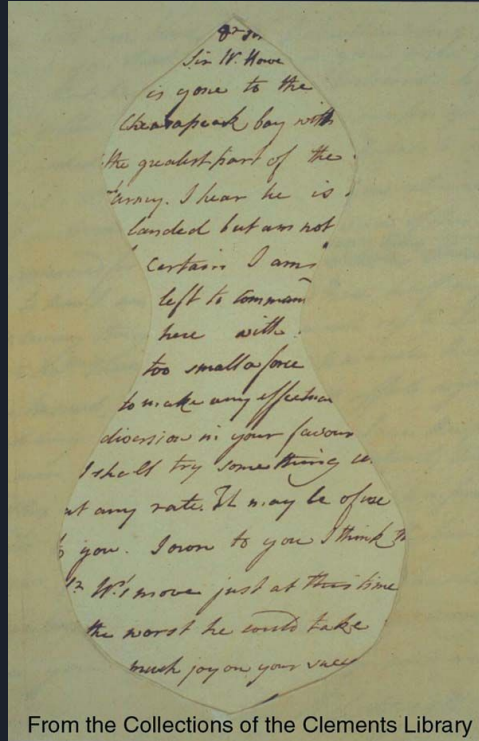 Sir W. Howe
is gone to the
Chesapeak bay with
the greatest part of the
army. I hear he is
landed but am not
certain I am
left to command
here with
too small a force
to make any effectua
diversion in your favour
I shall try something
at any rate. It may be of use
to you. I own to you I think
Sr W's move just at this time
the worst he could take
much joy on your succe
From the Collections of the Clements Library